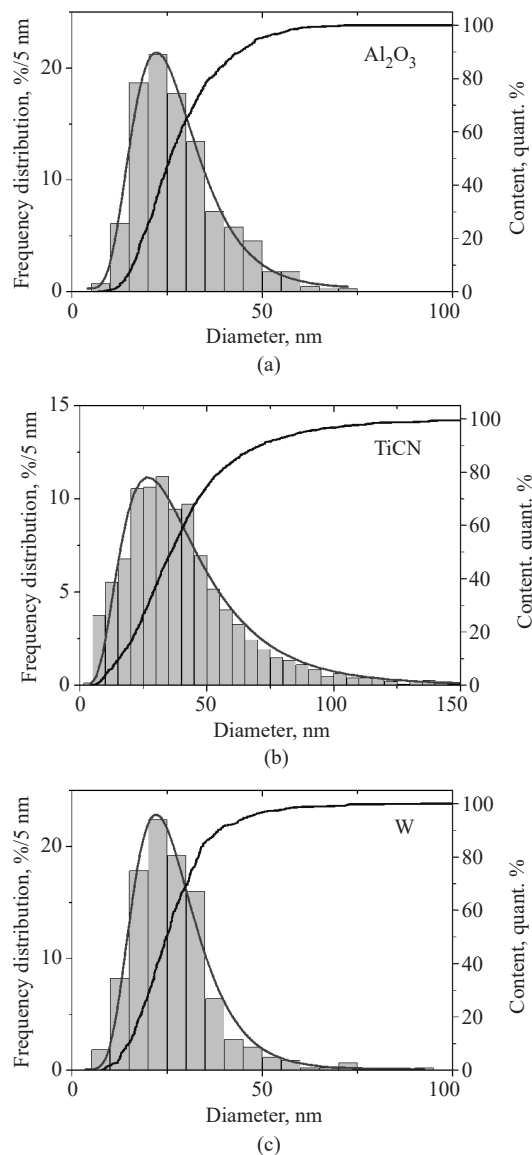 Al2O3
Frequency distribution, %/5 nm
20
10
0
100
80
60
40
20
0
Content, quant. %
0
50
100
Diameter, nm
(a)
TiCN
Frequency distribution, %/5 nm
15
10
5
0
100
80
60
40
20
0
Content, quant. %
0
50
100
150
Diameter, nm
(b)
W
Frequency distribution, %/5 nm
20
10
0
100
80
60
40
20
0
Content, quant. %
0
50
100
Diameter, nm
(c)